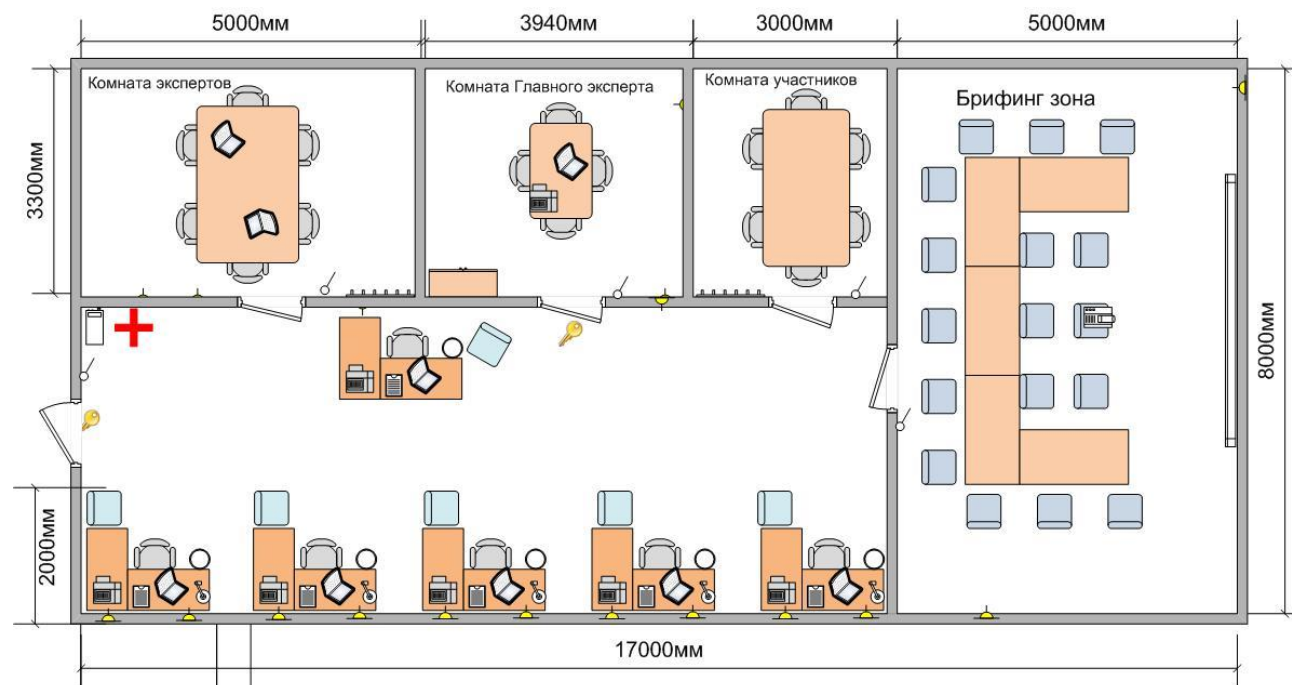 5000мм
3940мм
3000мм
5000мм
Комната экспертов
Комната Главного эксперта
Комната участников
Брифинг зона
3300мм
8000мм
2000мм
17000мм